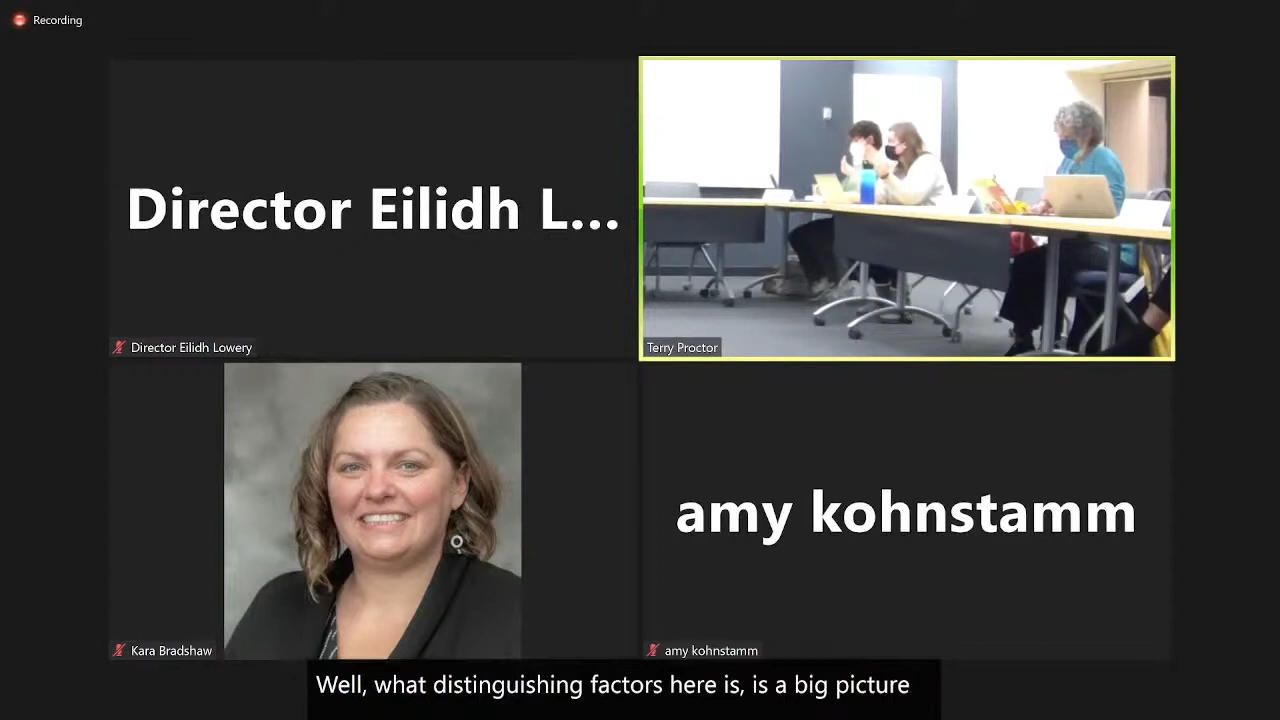 Recording
Director Eilidh L...
Director Eilidh Lowery
Terry Proctor
Kara Bradshaw
amy kohnstamm
amy kohnstamm
Well, what distinguishing factors here is, is a big picture